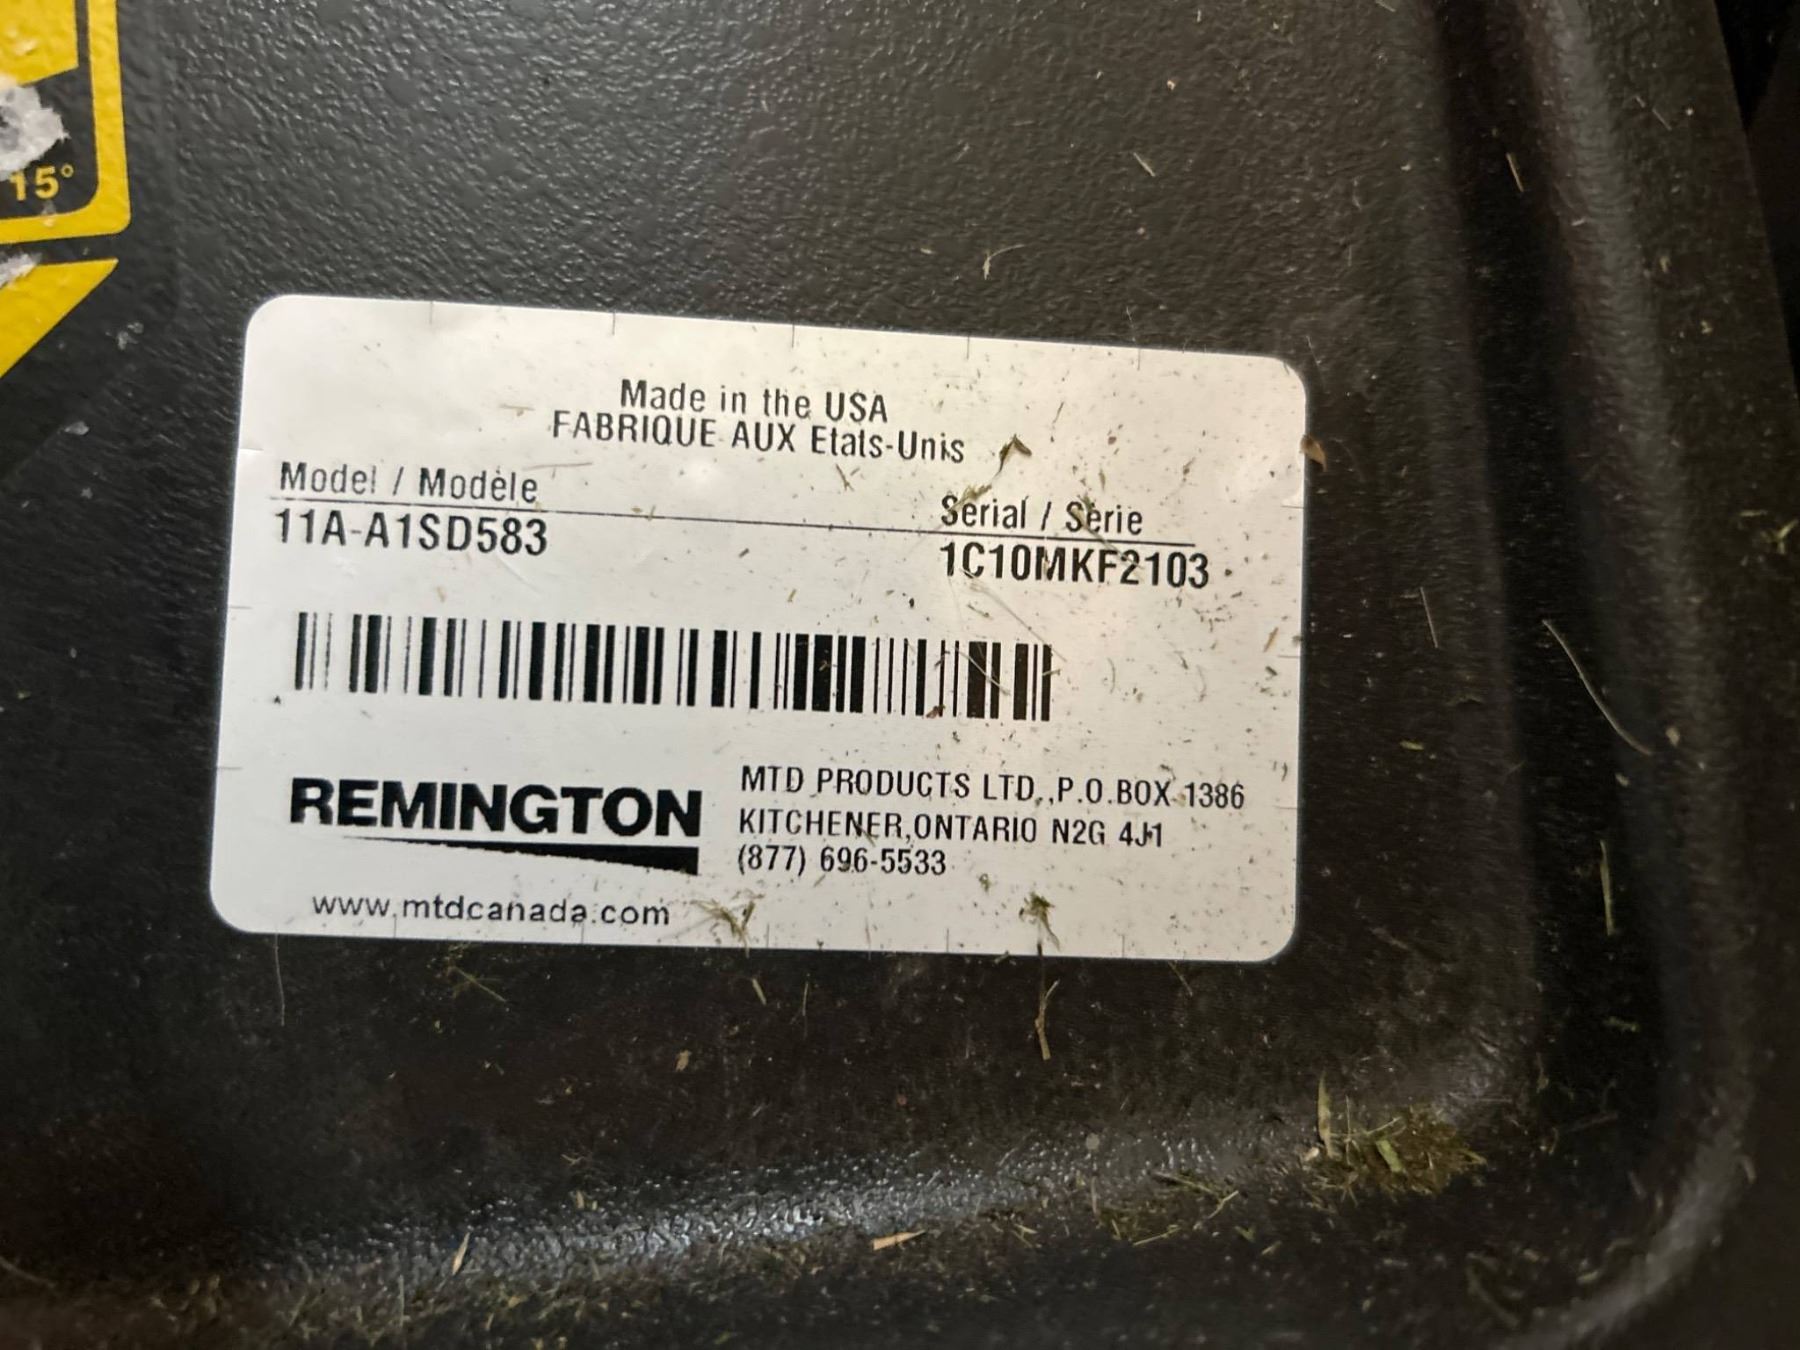 15°
Made in the USA
FABRIQUE AUX Etats-Unis
Model / Modèle
Serial / Serie
11A-A1SD583
1C10MKF2103
REMINGTON
MTD PRODUCTS LTD.,P.O.BOX 1386
KITCHENER,ONTARIO N2G 4J1
(877) 696-5533
www.mtdcanada.com